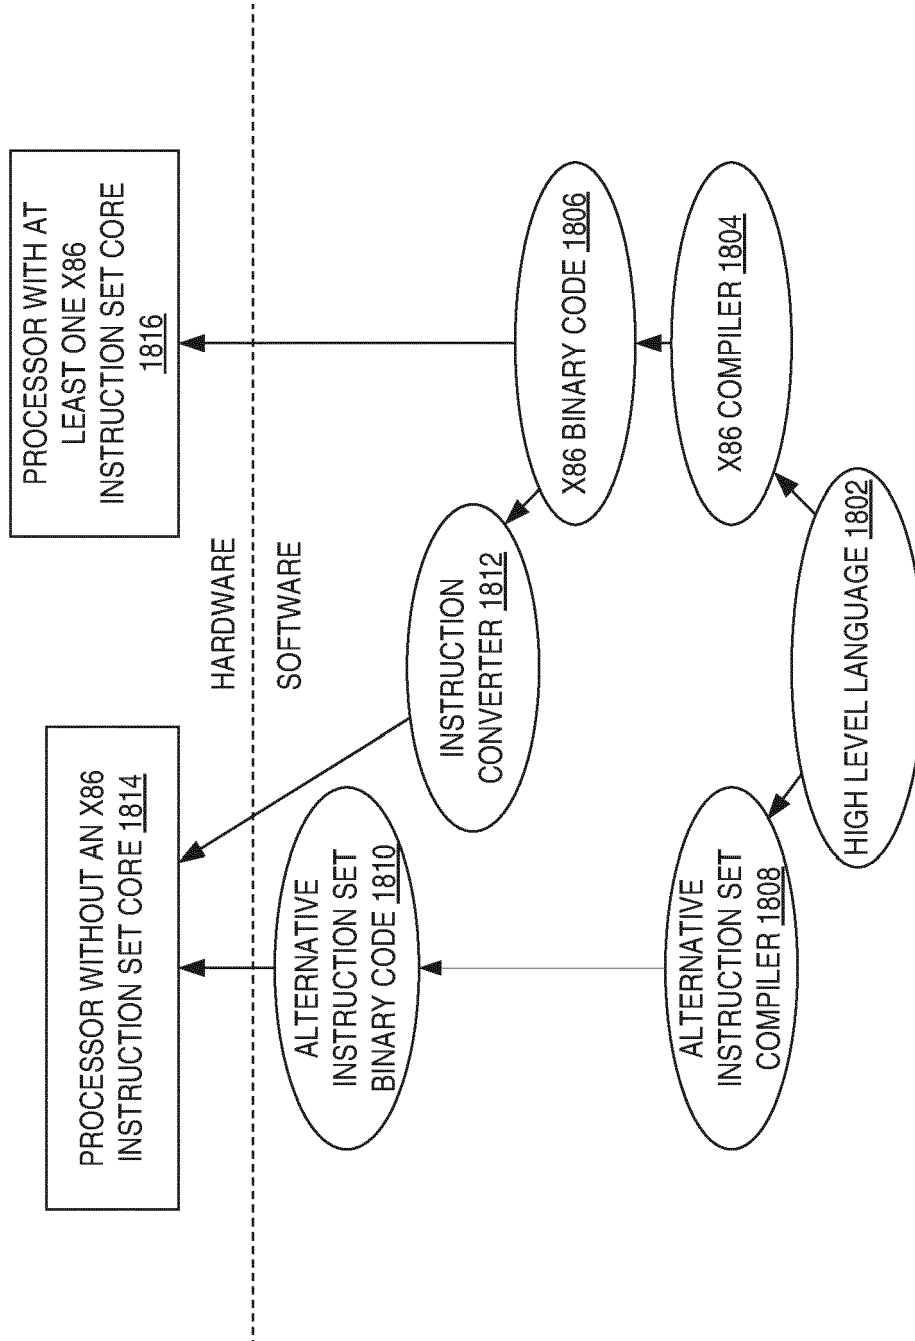 PROCESSOR WITHOUT AN X86
INSTRUCTION SET CORE 1814
PROCESSOR WITH AT
LEAST ONE X86
INSTRUCTION SET CORE
1816
HARDWARE
SOFTWARE
ALTERNATIVE
INSTRUCTION SET
BINARY CODE 1810
INSTRUCTION
CONVERTER 1812
X86 BINARY CODE 1806
ALTERNATIVE
INSTRUCTION SET
COMPILER 1808
X86 COMPILER 1804
HIGH LEVEL LANGUAGE 1802